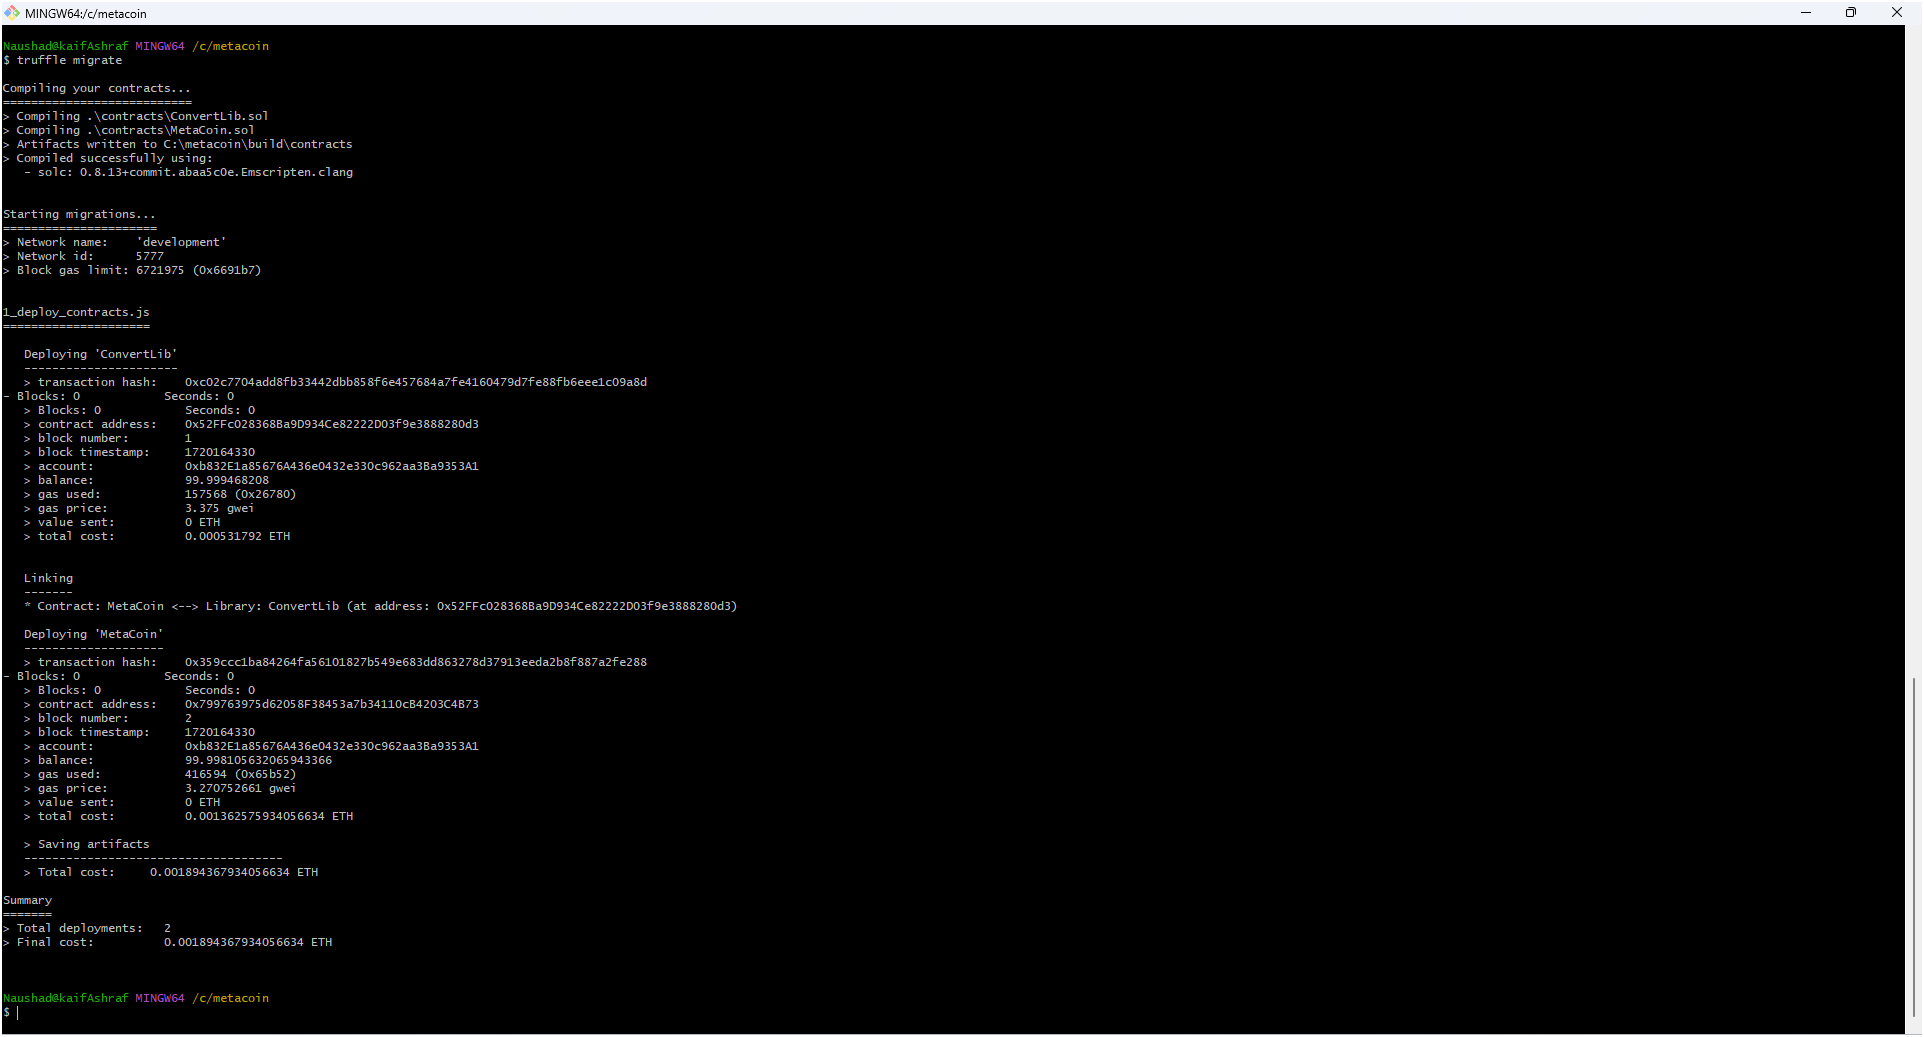 MINGW64:/c/metacoin
Naushad@kaifAshraf MINGW64 /c/metacoin
$ truffle migrate
Compiling your contracts...
===========================
> Compiling .\contracts\ConvertLib.sol
> Compiling .\contracts\MetaCoin.sol
> Artifacts written to C:\metacoin\build\contracts
> Compiled successfully using:
   - solc: 0.8.13+commit.abaa5c0e.Emscripten.clang
Starting migrations...
======================
> Network name:    'development'
> Network id:      5777
> Block gas limit: 6721975 (0x6691b7)
1_deploy_contracts.js
=====================
   Deploying 'ConvertLib'
   ----------------------
   > transaction hash:    0xc02c7704add8fb33442dbb858f6e457684a7fe4160479d7fe88fb6eee1c09a8d
- Blocks: 0            Seconds: 0
   > Blocks: 0            Seconds: 0
   > contract address:    0x52FFc028368Ba9D934Ce82222D03f9e3888280d3
   > block number:        1
   > block timestamp:     1720164330
   > account:             0xb832E1a85676A436e0432e330c962aa3Ba9353A1
   > balance:             99.999468208
   > gas used:            157568 (0x26780)
   > gas price:           3.375 gwei
   > value sent:          0 ETH
   > total cost:          0.000531792 ETH
   Linking
   -------
   * Contract: MetaCoin <--> Library: ConvertLib (at address: 0x52FFc028368Ba9D934Ce82222D03f9e3888280d3)
   Deploying 'MetaCoin'
   --------------------
   > transaction hash:    0x359ccc1ba84264fa56101827b549e683dd863278d37913eeda2b8f887a2fe288
- Blocks: 0            Seconds: 0
   > Blocks: 0            Seconds: 0
   > contract address:    0x799763975d62058F38453a7b34110cB4203C4B73
   > block number:        2
   > block timestamp:     1720164330
   > account:             0xb832E1a85676A436e0432e330c962aa3Ba9353A1
   > balance:             99.998105632065943366
   > gas used:            416594 (0x65b52)
   > gas price:           3.270752661 gwei
   > value sent:          0 ETH
   > total cost:          0.001362575934056634 ETH
   > Saving artifacts
   -------------------------------------
   > Total cost:     0.001894367934056634 ETH
Summary
=======
> Total deployments:   2
> Final cost:          0.001894367934056634 ETH
Naushad@kaifAshraf MINGW64 /c/metacoin
$